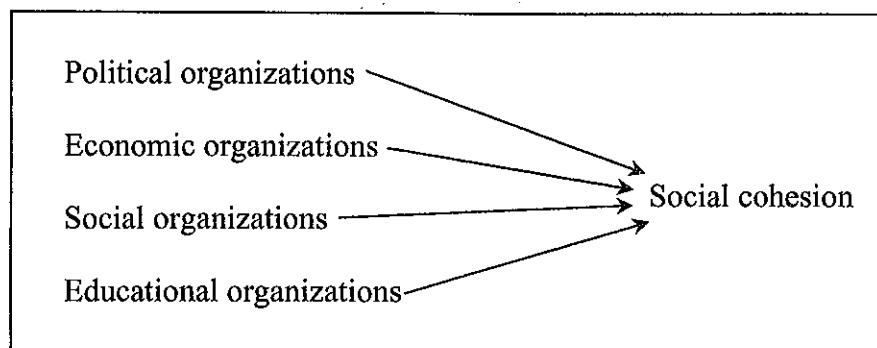 Political organizations
Economic organizations
Social cohesion
Social organizations
Educational organizations